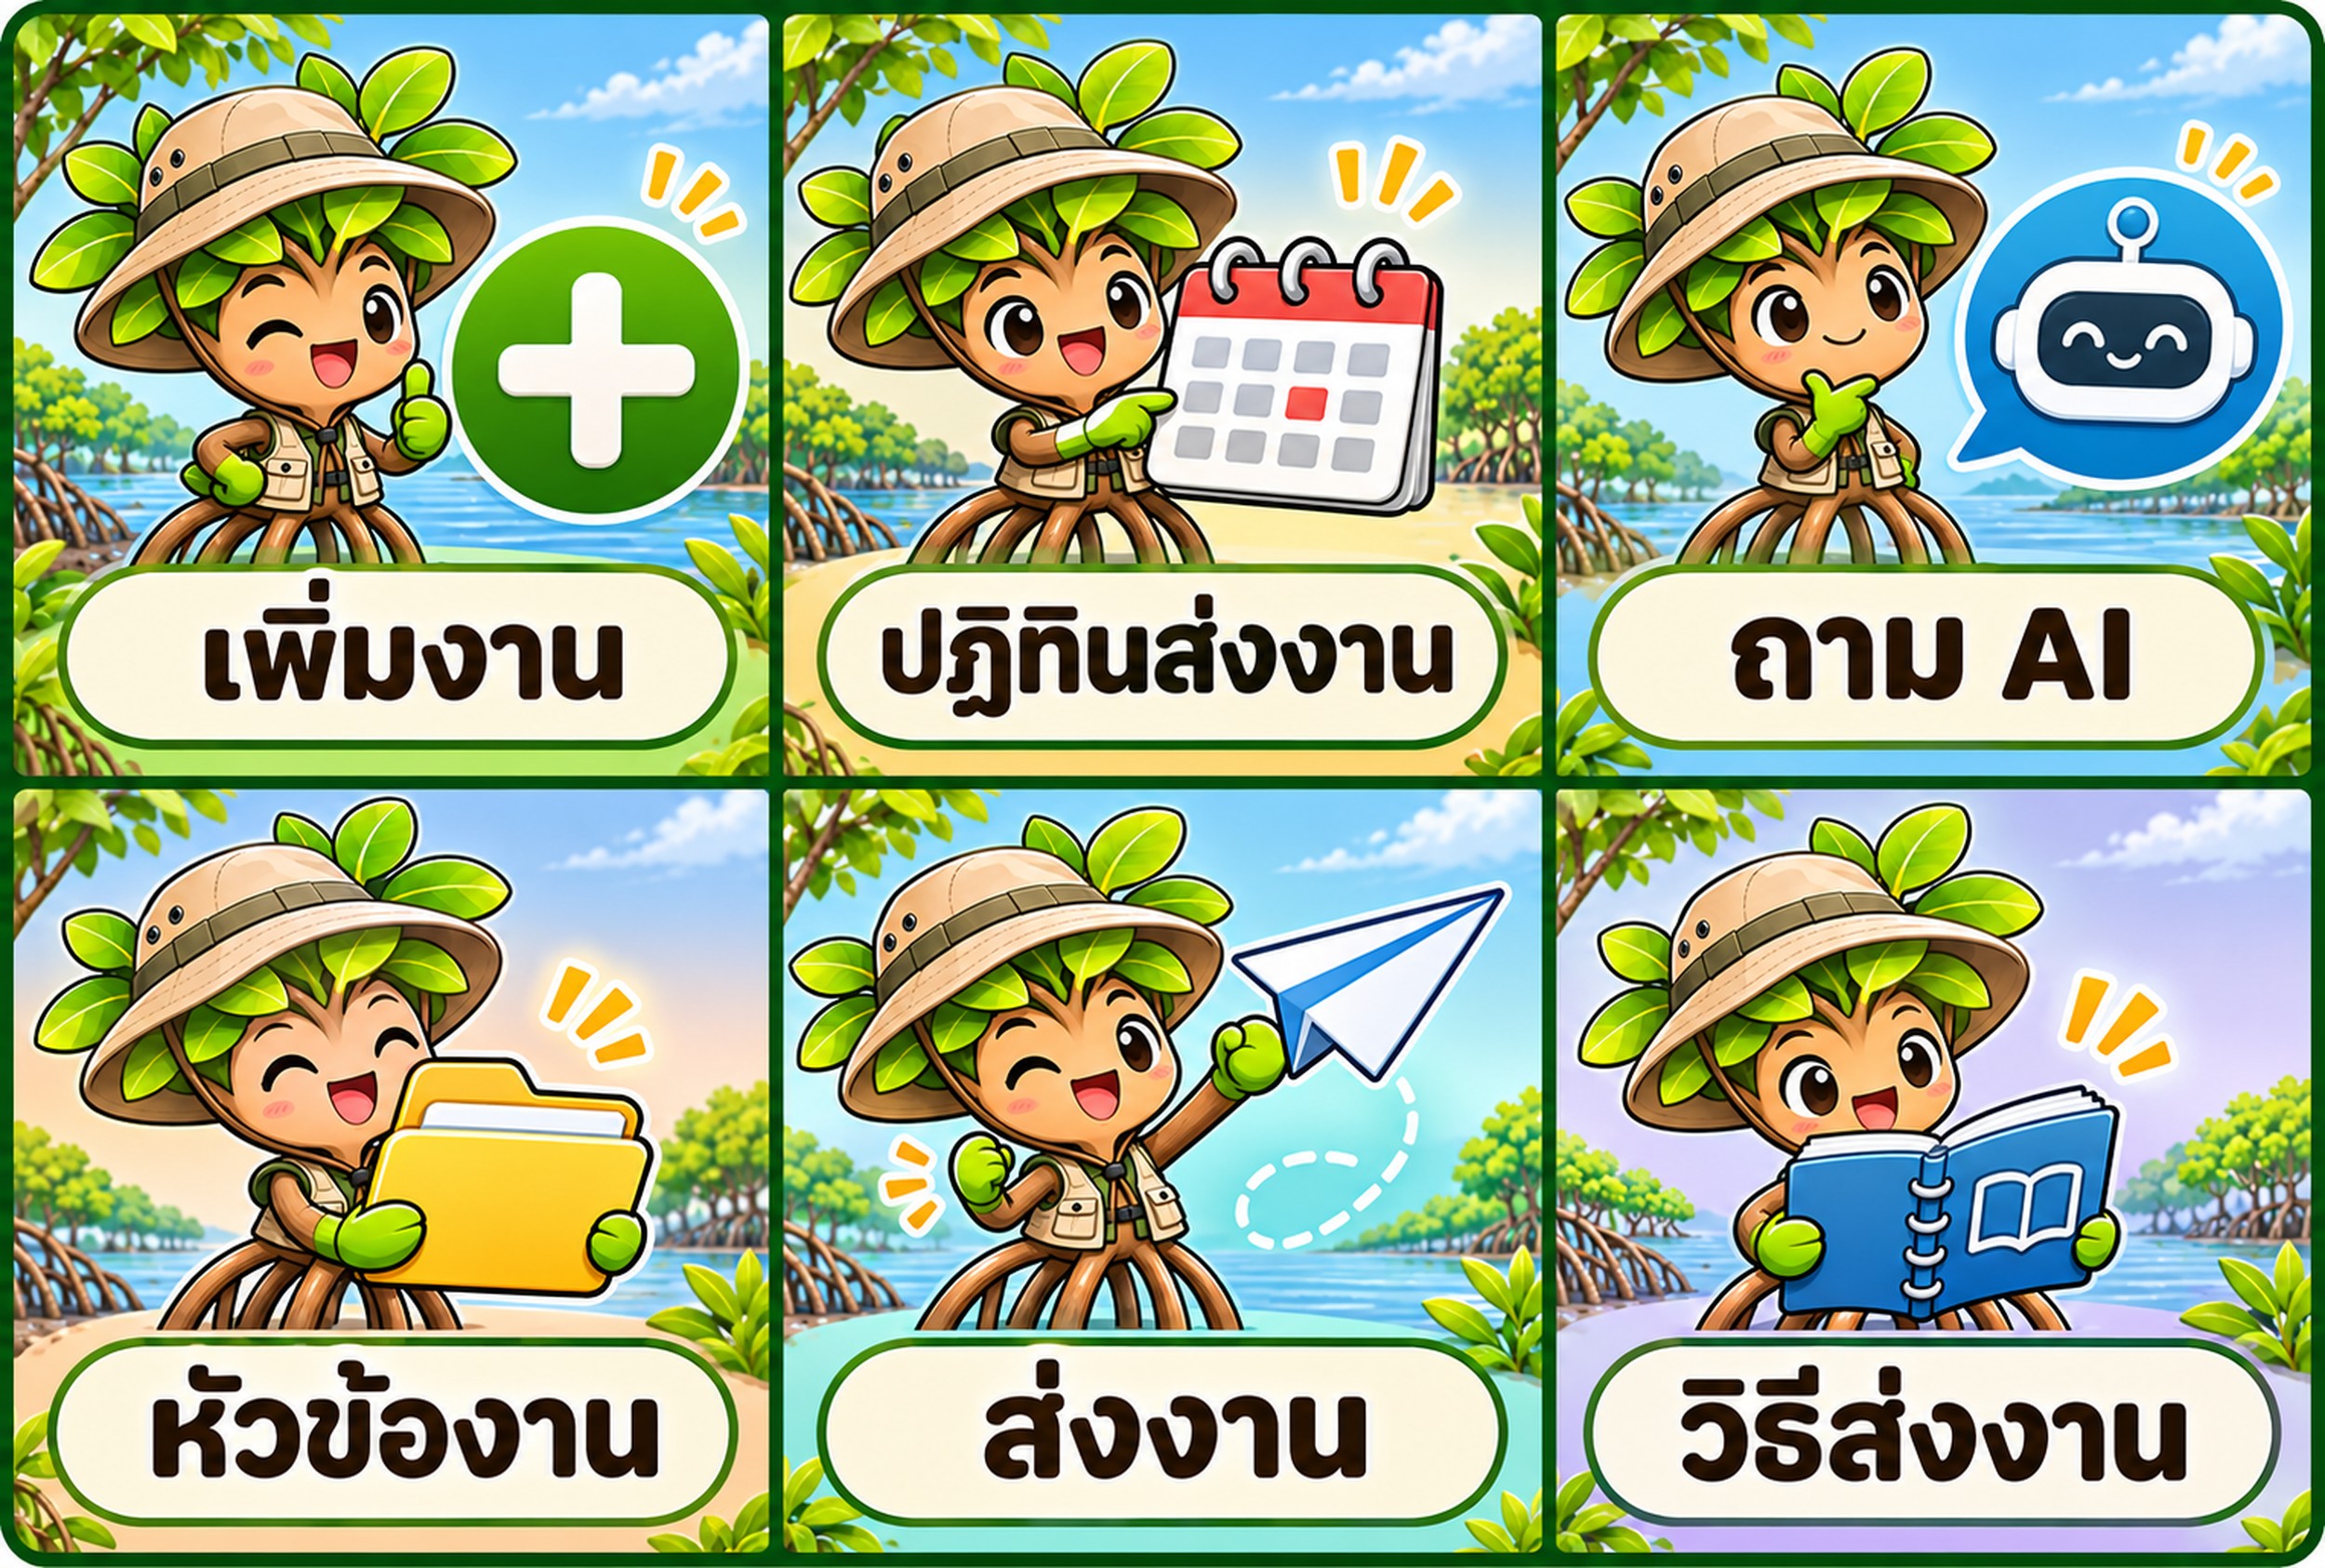 เพิ่มงาน
ปฏิทินส่งงาน
ถาม AI
หัวข้องาน
ส่งงาน
วิธีส่งงาน